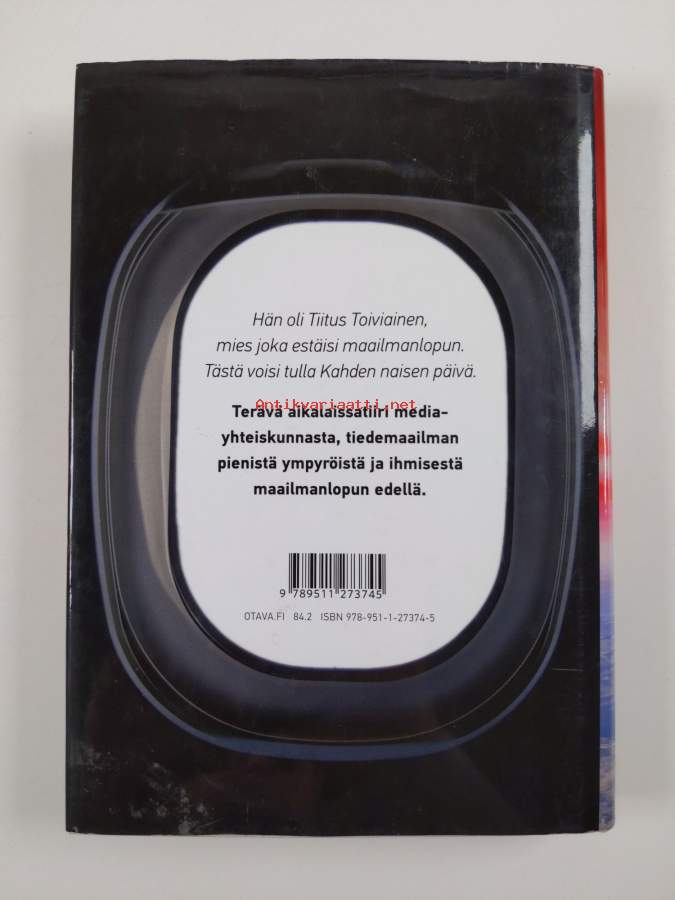 Hän oli Tiitus Toiviainen,
mies joka estäisi maailmanlopun.
Tästä voisi tulla Kahden naisen päivä.
Antikvariaatti.net
Terävä aikalaissatiiri media-
yhteiskunnasta, tiedemaailman
pienistä ympyröistä ja ihmisestä
maailmanlopun edellä.
9 789511 273745
OTAVA.FI 84.2 ISBN 978-951-1-27374-5